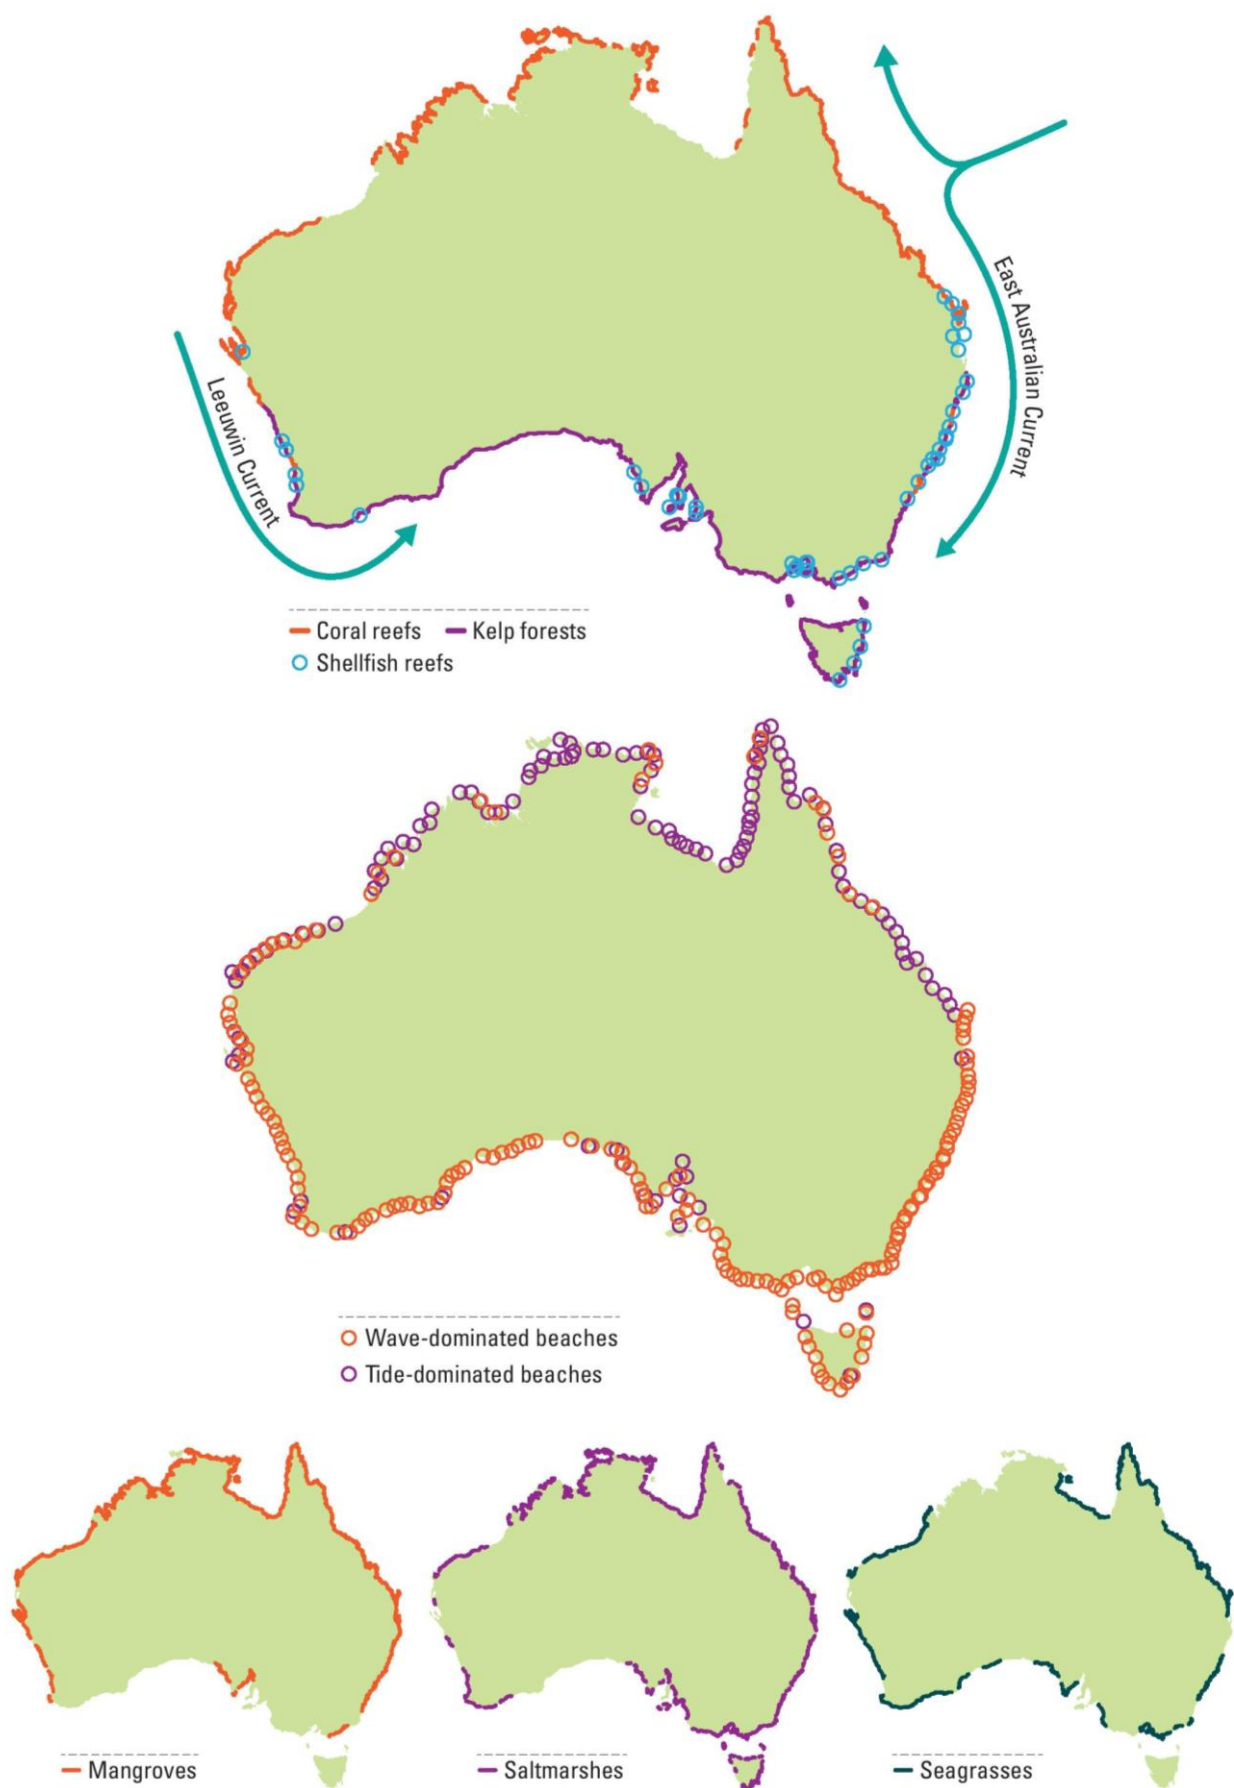 East Australian Current
Leeuwin Current
Coral reefs
Kelp forests
Shellfish reefs
Wave-dominated beaches
Tide-dominated beaches
Mangroves
Saltmarshes
Seagrasses